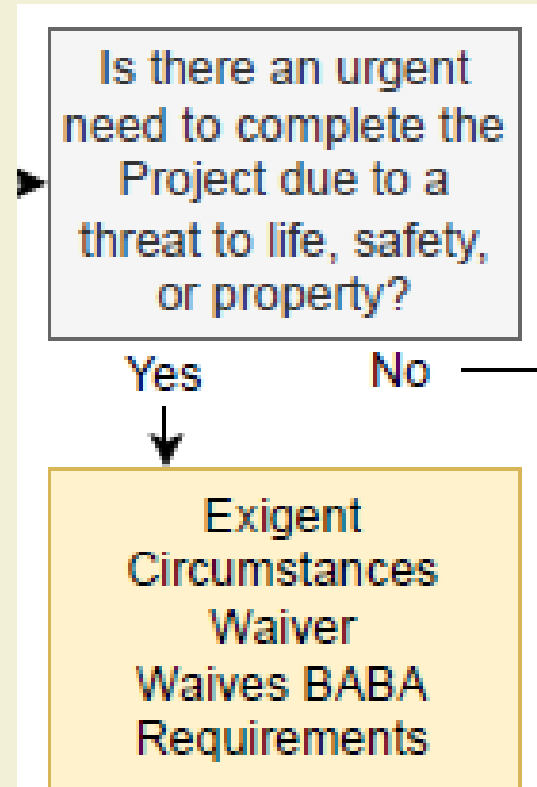 Is there an urgent
need to complete the
Project due to a
threat to life, safety,
or property?
Yes No
Exigent
Circumstances
Waiver
Waives BABA
Requirements